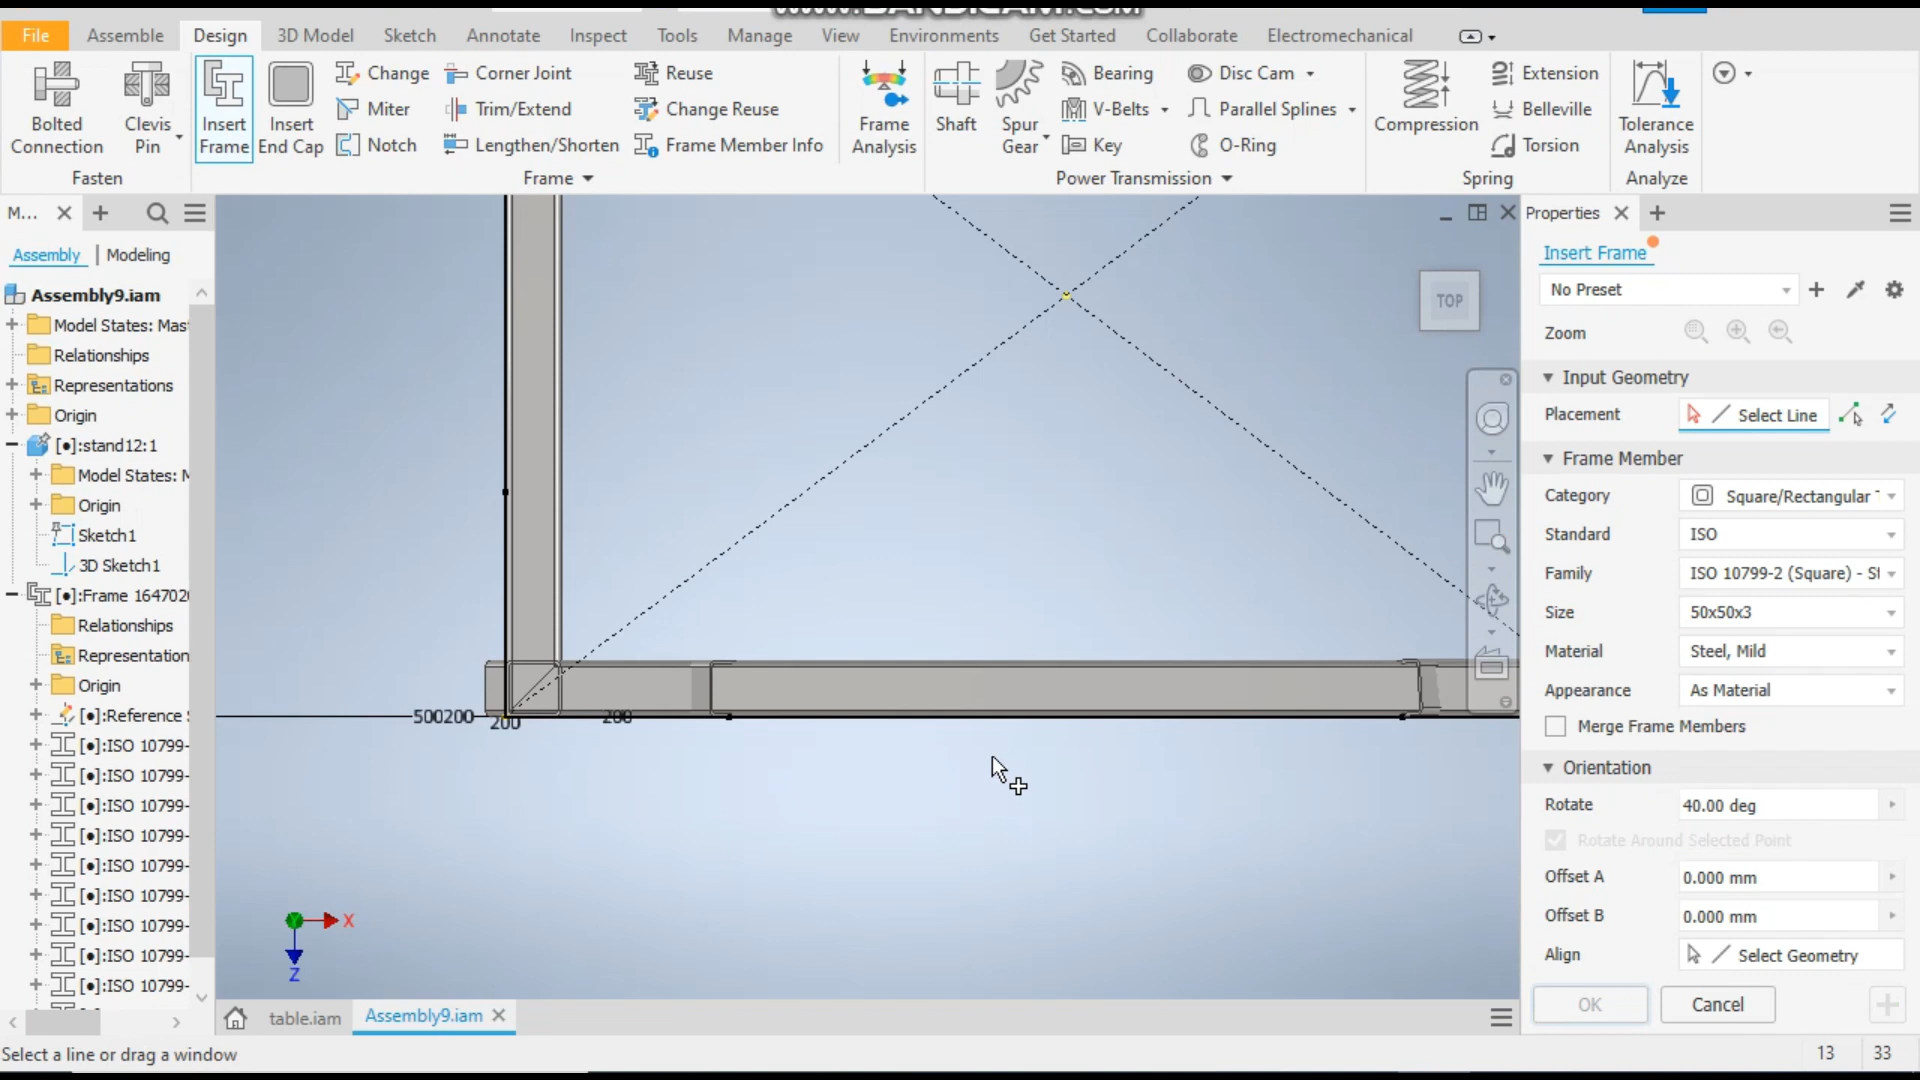 File Assemble Design 3D Model Sketch Annotate Inspect Tools Manage View Environments Get Started Collaborate Electromechanical
Bolted Connection
Clevis Pin
Fasten
Insert Frame
Insert End Cap
Change
Miter
Notch
Corner Joint
Trim/Extend
Lengthen/Shorten
Reuse
Change Reuse
Frame Member Info
Frame
Frame Analysis
Shaft
Spur Gear
Bearing
V-Belts
Key
Disc Cam
Parallel Splines
O-Ring
Power Transmission
Compression
Extension
Belleville
Torsion
Spring
Tolerance Analysis
Analyze
M...
Assembly | Modeling
Assembly9.iam
Model States: Mas
Relationships
Representations
Origin
[•]:stand12:1
Model States: M
Origin
Sketch1
3D Sketch1
[•]:Frame 164702
Relationships
Representation
Origin
[•]:Reference
[•]:ISO 10799-
[•]:ISO 10799-
[•]:ISO 10799-
[•]:ISO 10799-
[•]:ISO 10799-
[•]:ISO 10799-
[•]:ISO 10799-
[•]:ISO 10799-
[•]:ISO 10799-
TOP
500200 200 200
X
Z
table.iam
Assembly9.iam
Properties
Insert Frame
No Preset
Zoom
Input Geometry
Placement Select Line
Frame Member
Category Square/Rectangular
Standard ISO
Family ISO 10799-2 (Square) - St
Size 50x50x3
Material Steel, Mild
Appearance As Material
Merge Frame Members
Orientation
Rotate 40.00 deg
Rotate Around Selected Point
Offset A 0.000 mm
Offset B 0.000 mm
Align Select Geometry
OK Cancel
Select a line or drag a window
13 33